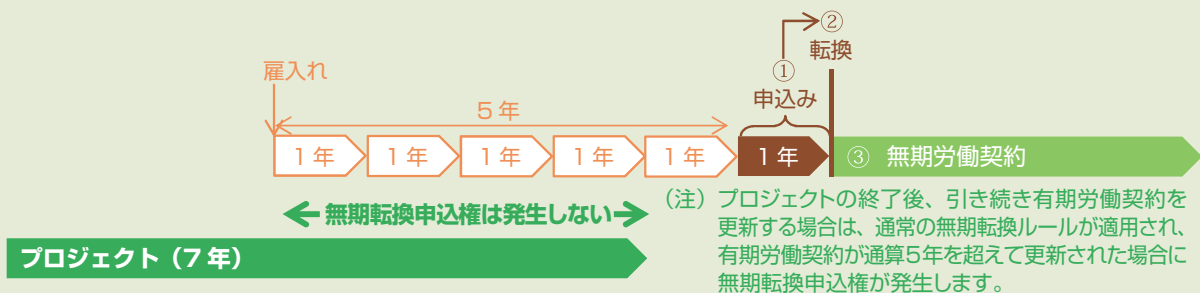 ②
転換
雇入れ
①
申込み
5年
1年 1年 1年 1年 1年 1年 ③ 無期労働契約
無期転換申込権は発生しない
(注) プロジェクトの終了後、引き続き有期労働契約を
更新する場合は、通常の無期転換ルールが適用され、
有期労働契約が通算5年を超えて更新された場合に
無期転換申込権が発生します。
プロジェクト(7年)